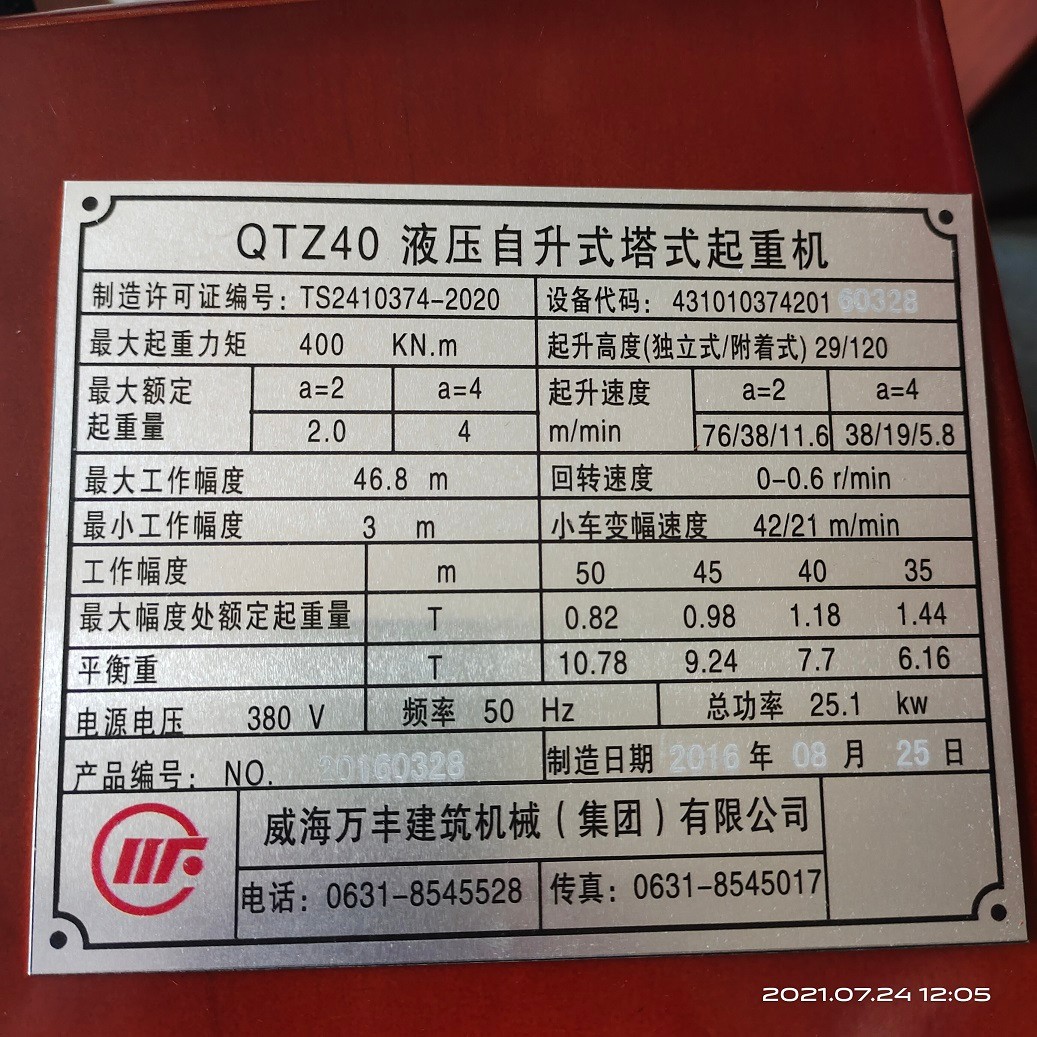 QTZ40 液压自升式塔式起重机
制造许可证编号：TS2410374-2020 设备代码：43101037420160328
最大起重力矩 400 KN.m 起升高度(独立式/附着式) 29/120
最大额定起重量 a=2 a=4 起升速度 m/min a=2 a=4
2.0 4 76/38/11.6 38/19/5.8
最大工作幅度 46.8 m 回转速度 0-0.6 r/min
最小工作幅度 3 m 小车变幅速度 42/21 m/min
工作幅度 m 50 45 40 35
最大幅度处额定起重量 T 0.82 0.98 1.18 1.44
平衡重 T 10.78 9.24 7.7 6.16
电源电压 380 V 频率 50 Hz 总功率 25.1 kw
产品编号：NO. 20160328 制造日期 2016 年 08 月 25 日
威海万丰建筑机械（集团）有限公司
电话：0631-8545528 传真：0631-8545017
2021.07.24 12:05